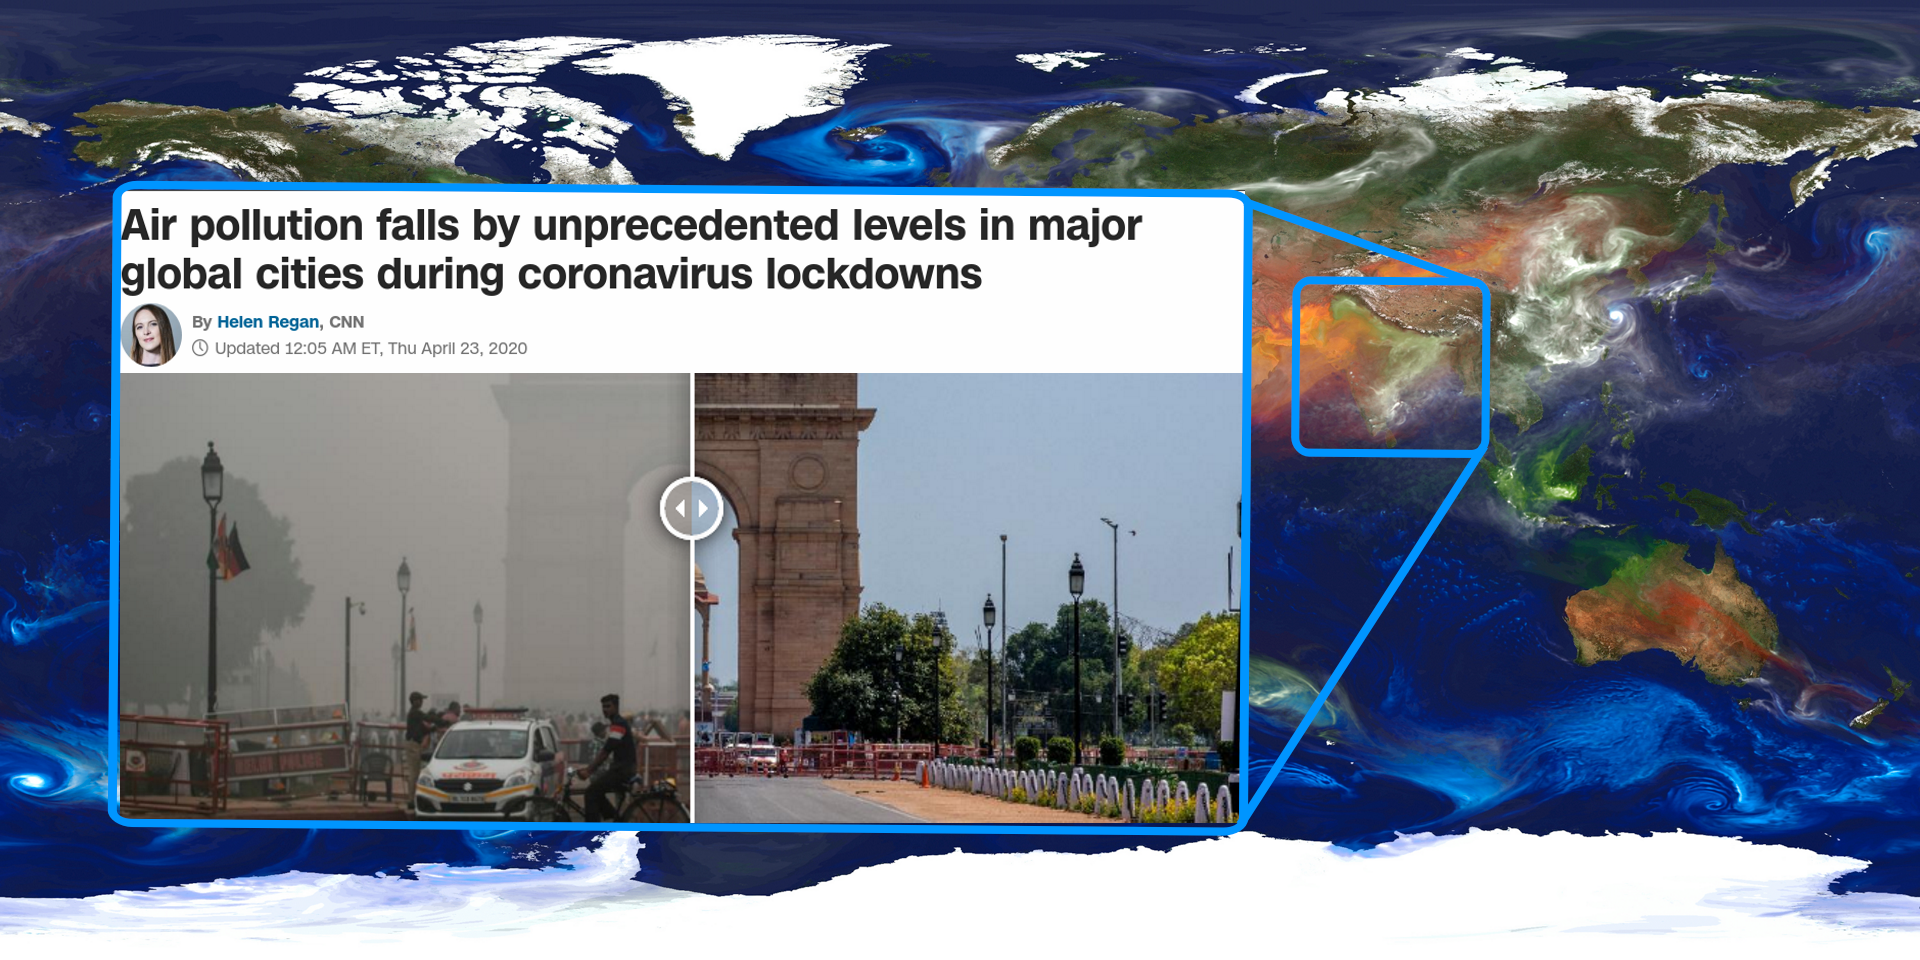 Air pollution falls by unprecedented levels in major
global cities during coronavirus lockdowns
By Helen Regan, CNN
Updated 12:05 AM ET, Thu April 23, 2020